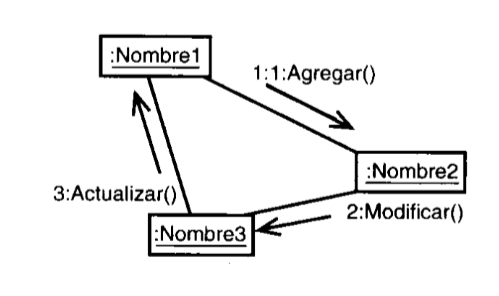 :Nombre1
1:1:Agregar()
:Nombre2
3:Actualizar()
2:Modificar()
:Nombre3